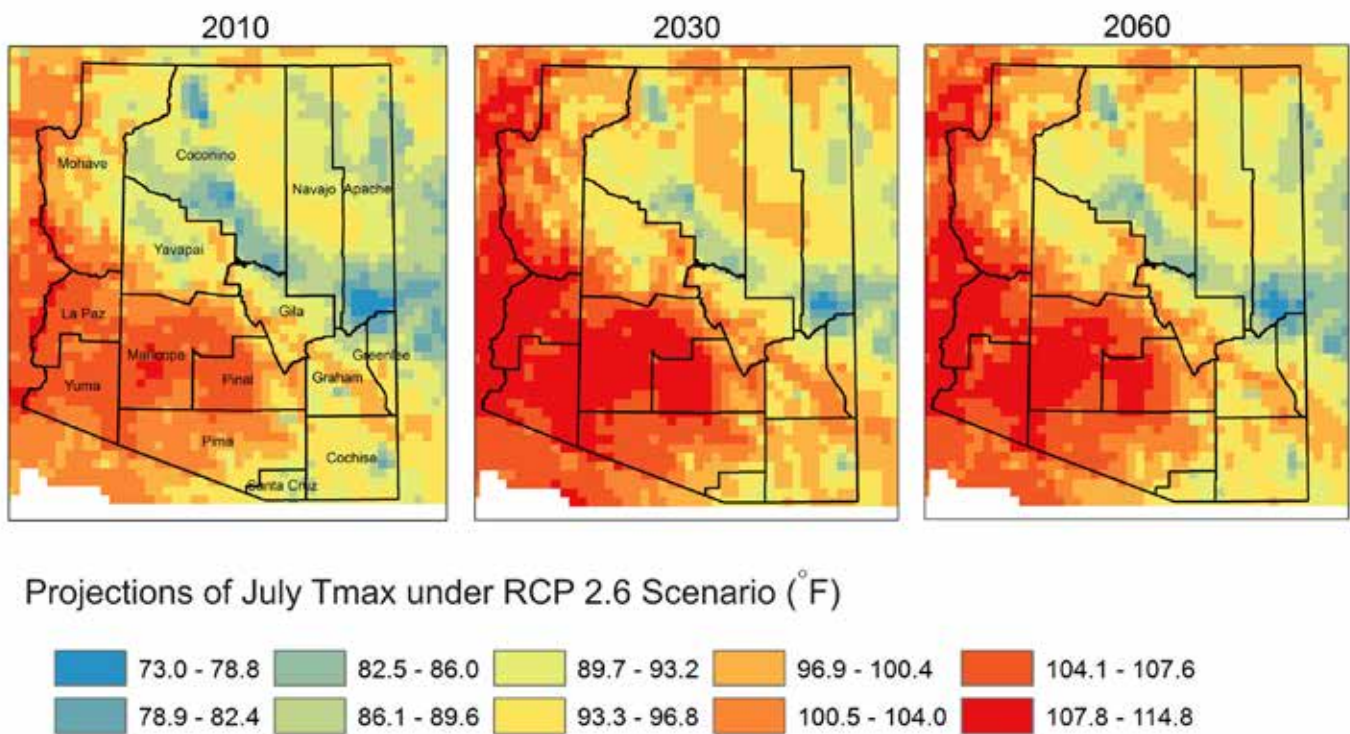 2010 2030 2060
Mohave
Coconino
Navajo Apache
Yavapai
La Paz
Gila
Maricopa
Greenlee
Yuma
Pinal
Graham
Pima
Cochise
Santa Cruz
Projections of July Tmax under RCP 2.6 Scenario (°F)
73.0 - 78.8 82.5 - 86.0 89.7 - 93.2 96.9 - 100.4 104.1 - 107.6
78.9 - 82.4 86.1 - 89.6 93.3 - 96.8 100.5 - 104.0 107.8 - 114.8